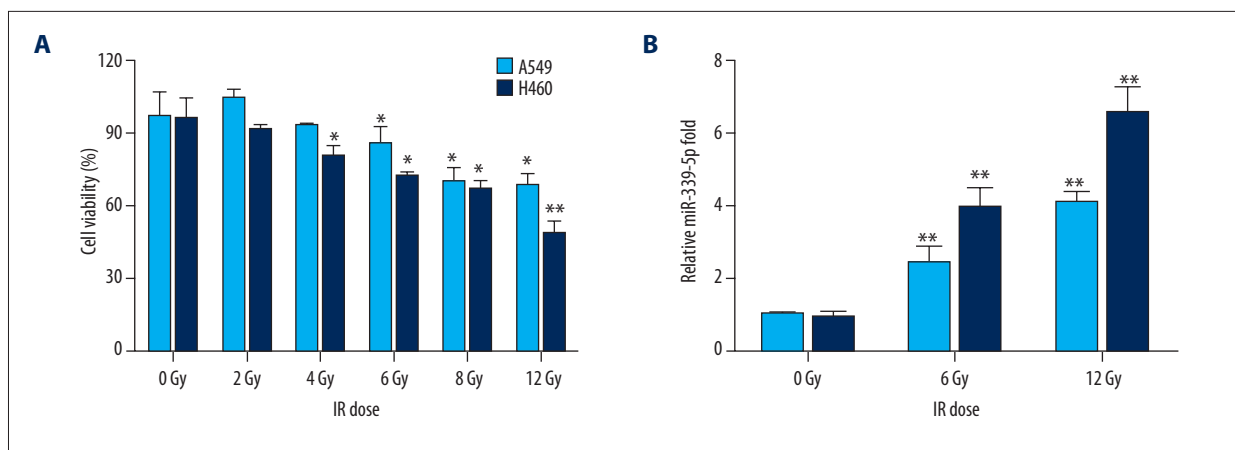 A
120
90
60
30
0
Cell viability (%)
A549
H460
*
*
*
*
*
*
**
0 Gy
2 Gy
4 Gy
6 Gy
8 Gy
12 Gy
IR dose
B
8
6
4
2
0
Relative miR-339-5p fold
**
**
**
**
0 Gy
6 Gy
12 Gy
IR dose